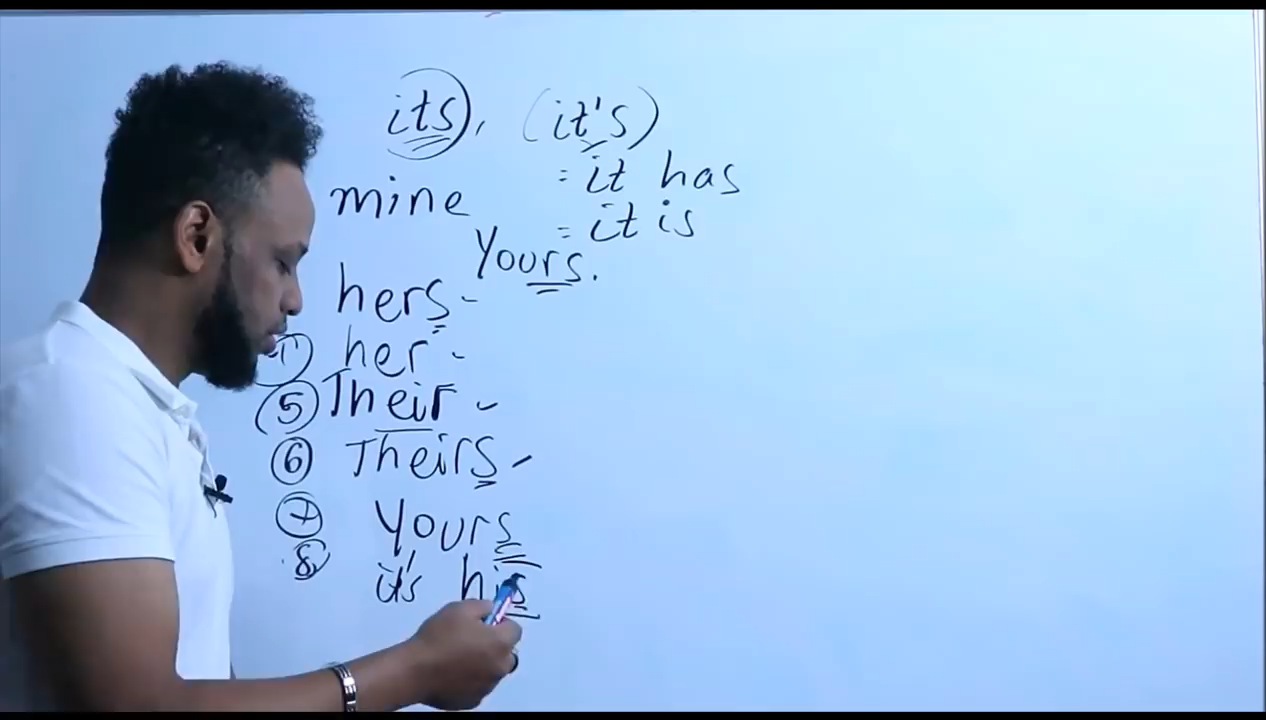 its, (it's)
= it has
mine
= it is
Yours.
hers -
her -
5 Their -
6 Theirs -
7 Yours
8 it's his